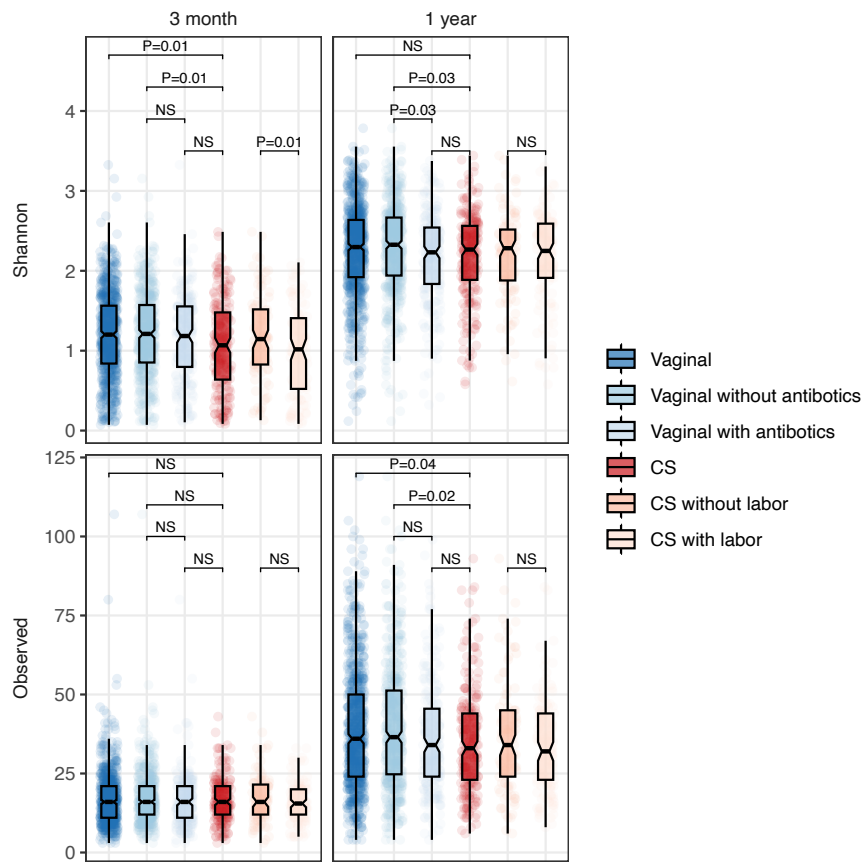 3 month
1 year
P=0.01
P=0.01
NS
NS
P=0.01
NS
P=0.03
P=0.03
NS
NS
Shannon
4
3
2
1
0
NS
NS
NS
NS
NS
P=0.04
P=0.02
NS
NS
NS
Observed
125
100
75
50
25
0
Vaginal
Vaginal without antibotics
Vaginal with antibotics
CS
CS without labor
CS with labor